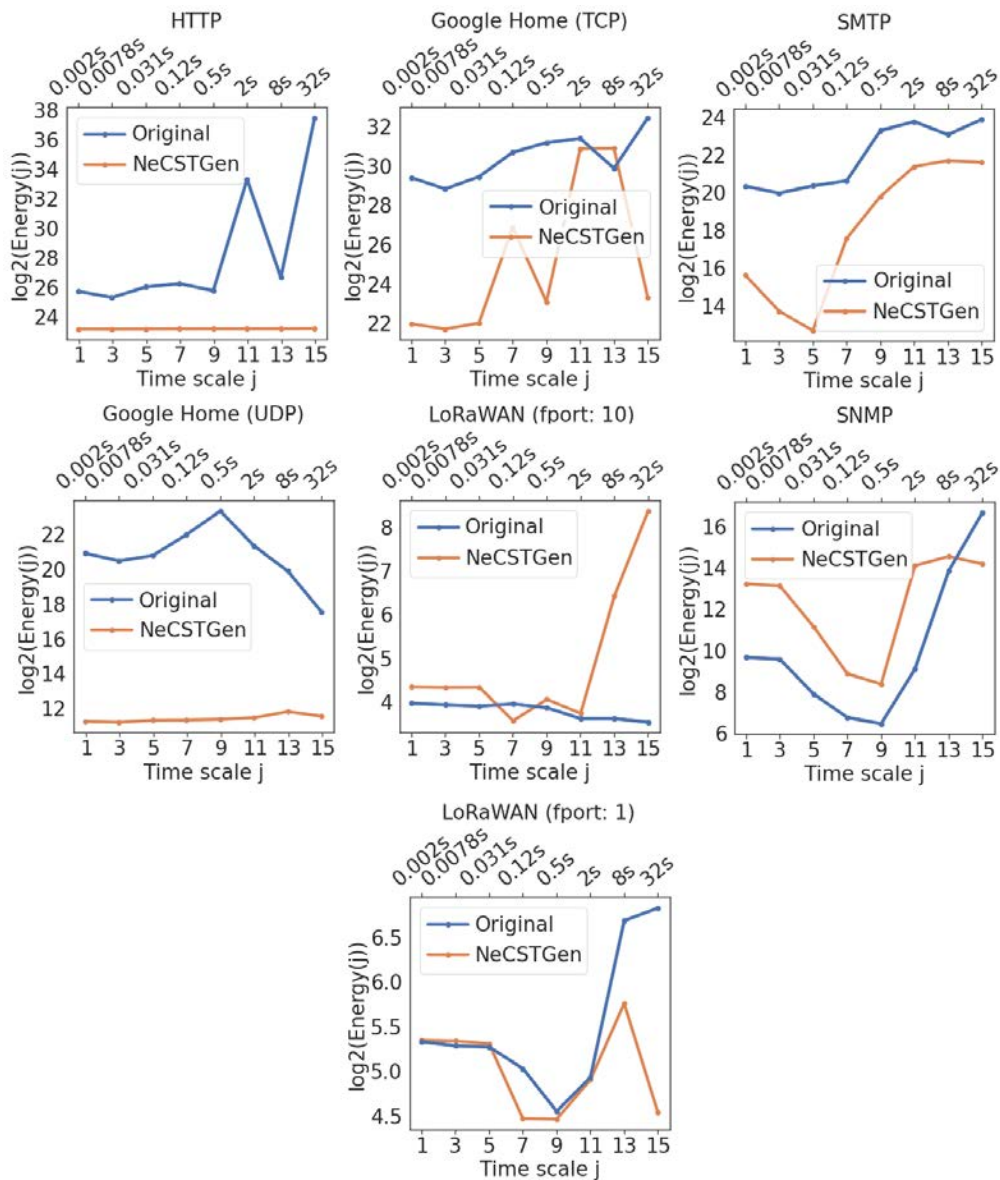 HTTP
0.002s 0.0078s 0.031s 0.12s 0.5s 2s 8s 32s
log2(Energy(j))
38
36
34
32
30
28
26
24
Original
NeCSTGen
1 3 5 7 9 11 13 15
Time scale j
Google Home (TCP)
0.002s 0.0078s 0.031s 0.12s 0.5s 2s 8s 32s
log2(Energy(j))
32
30
28
26
24
22
Original
NeCSTGen
1 3 5 7 9 11 13 15
Time scale j
SMTP
0.002s 0.0078s 0.031s 0.12s 0.5s 2s 8s 32s
log2(Energy(j))
24
22
20
18
16
14
Original
NeCSTGen
1 3 5 7 9 11 13 15
Time scale j
Google Home (UDP)
0.002s 0.0078s 0.031s 0.12s 0.5s 2s 8s 32s
log2(Energy(j))
22
20
18
16
14
12
Original
NeCSTGen
1 3 5 7 9 11 13 15
Time scale j
LoRaWAN (fport: 10)
0.002s 0.0078s 0.031s 0.12s 0.5s 2s 8s 32s
log2(Energy(j))
8
7
6
5
4
Original
NeCSTGen
1 3 5 7 9 11 13 15
Time scale j
SNMP
0.002s 0.0078s 0.031s 0.12s 0.5s 2s 8s 32s
log2(Energy(j))
16
14
12
10
8
6
Original
NeCSTGen
1 3 5 7 9 11 13 15
Time scale j
LoRaWAN (fport: 1)
0.002s 0.0078s 0.031s 0.12s 0.5s 2s 8s 32s
log2(Energy(j))
6.5
6.0
5.5
5.0
4.5
Original
NeCSTGen
1 3 5 7 9 11 13 15
Time scale j